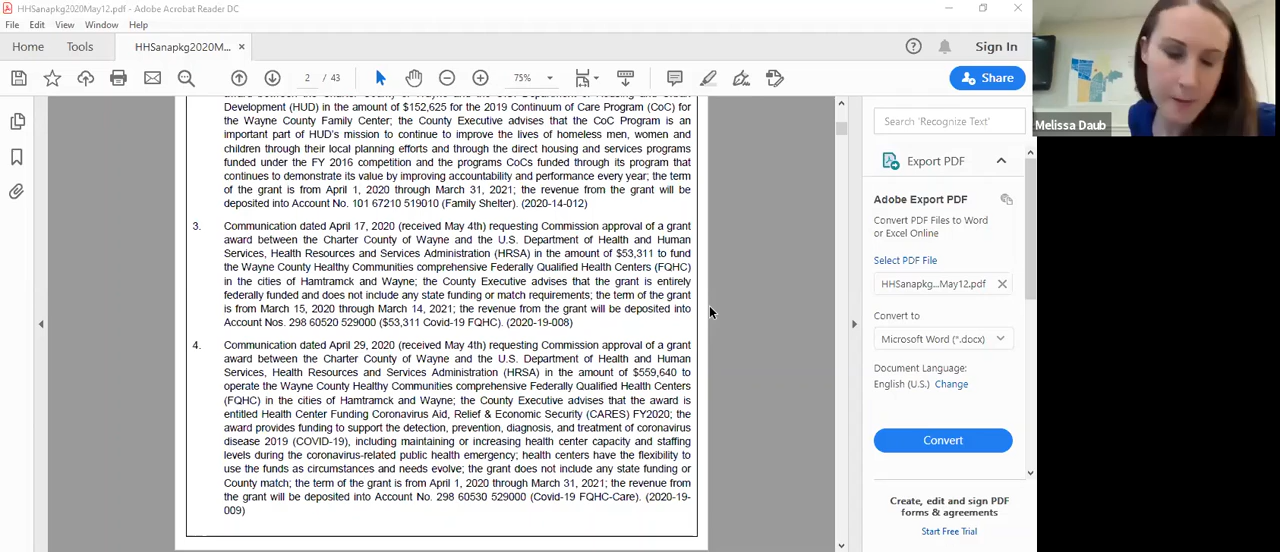 HHSanapkg2020May12.pdf - Adobe Acrobat Reader DC
File Edit View Window Help
Home Tools HHSanapkg2020M... × Sign In
2 / 43 75% Share
Development (HUD) in the amount of $152,625 for the 2019 Continuum of Care Program (CoC) for
the Wayne County Family Center; the County Executive advises that the CoC Program is an
important part of HUD's mission to continue to improve the lives of homeless men, women and
children through their local planning efforts and through the direct housing and services programs
funded under the FY 2016 competition and the programs CoCs funded through its program that
continues to demonstrate its value by improving accountability and performance every year; the term
of the grant is from April 1, 2020 through March 31, 2021; the revenue from the grant will be
deposited into Account No. 101 67210 519010 (Family Shelter). (2020-14-012)
3. Communication dated April 17, 2020 (received May 4th) requesting Commission approval of a grant
award between the Charter County of Wayne and the U.S. Department of Health and Human
Services, Health Resources and Services Administration (HRSA) in the amount of $53,311 to fund
the Wayne County Healthy Communities comprehensive Federally Qualified Health Centers (FQHC)
in the cities of Hamtramck and Wayne; the County Executive advises that the grant is entirely
federally funded and does not include any state funding or match requirements; the term of the grant
is from March 15, 2020 through March 14, 2021; the revenue from the grant will be deposited into
Account Nos. 298 60520 529000 ($53,311 Covid-19 FQHC). (2020-19-008)
4. Communication dated April 29, 2020 (received May 4th) requesting Commission approval of a grant
award between the Charter County of Wayne and the U.S. Department of Health and Human
Services, Health Resources and Services Administration (HRSA) in the amount of $559,640 to
operate the Wayne County Healthy Communities comprehensive Federally Qualified Health Centers
(FQHC) in the cities of Hamtramck and Wayne; the County Executive advises that the award is
entitled Health Center Funding Coronavirus Aid, Relief & Economic Security (CARES) FY2020; the
award provides funding to support the detection, prevention, diagnosis, and treatment of coronavirus
disease 2019 (COVID-19), including maintaining or increasing health center capacity and staffing
levels during the coronavirus-related public health emergency; health centers have the flexibility to
use the funds as circumstances and needs evolve; the grant does not include any state funding or
County match; the term of the grant is from April 1, 2020 through March 31, 2021; the revenue from
the grant will be deposited into Account No. 298 60530 529000 (Covid-19 FQHC-Care). (2020-19-
009)
Search 'Recognize Text'
Export PDF
Adobe Export PDF
Convert PDF Files to Word
or Excel Online
Select PDF File
HHSanapkg...May12.pdf ×
Convert to
Microsoft Word (*.docx)
Document Language:
English (U.S.) Change
Convert
Create, edit and sign PDF
forms & agreements
Start Free Trial
Melissa Daub